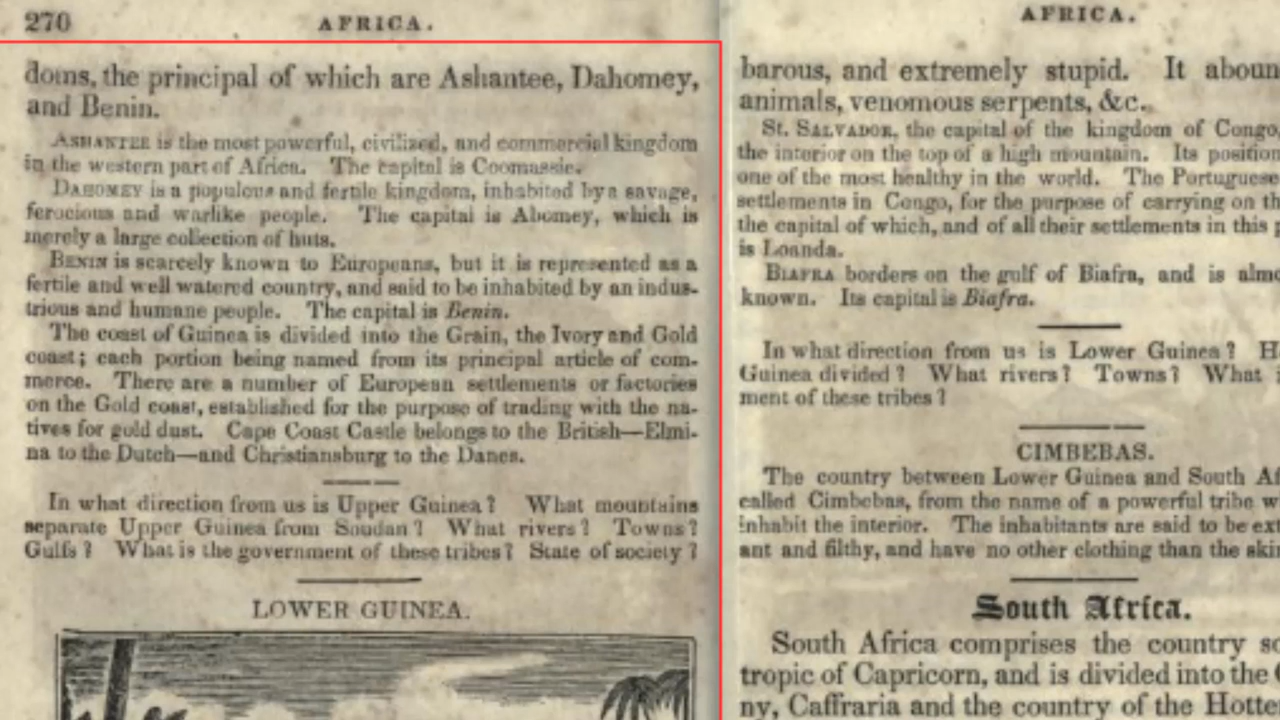 270
AFRICA.
doms, the principal of which are Ashantee, Dahomey,
and Benin.
ASHANTEE is the most powerful, civilized, and commercial kingdom
in the western part of Africa. The capital is Coomassie.
DAHOMEY is a populous and fertile kingdom, inhabited by a savage,
ferocious and warlike people. The capital is Abomey, which is
merely a large collection of huts.
BENIN is scarcely known to Europeans, but it is represented as a
fertile and well watered country, and said to be inhabited by an indus-
trious and humane people. The capital is Benin.
The coast of Guinea is divided into the Grain, the Ivory and Gold
coast; each portion being named from its principal article of com-
merce. There are a number of European settlements or factories
on the Gold coast, established for the purpose of trading with the na-
tives for gold dust. Cape Coast Castle belongs to the British—Elmi-
na to the Dutch—and Christiansburg to the Danes.
In what direction from us is Upper Guinea? What mountains
separate Upper Guinea from Soudan? What rivers? Towns?
Gulfs? What is the government of these tribes? State of society?
LOWER GUINEA.
AFRICA.
barous, and extremely stupid. It aboun
animals, venomous serpents, &c.
St. SALVADOR, the capital of the kingdom of Congo,
the interior on the top of a high mountain. Its position
one of the most healthy in the world. The Portuguese
settlements in Congo, for the purpose of carrying on th
the capital of which, and of all their settlements in this p
is Loanda.
BIAFRA borders on the gulf of Biafra, and is almo
known. Its capital is Biafra.
In what direction from us is Lower Guinea? H
Guinea divided? What rivers? Towns? What i
ment of these tribes?
CIMBEBAS.
The country between Lower Guinea and South Af
called Cimbebas, from the name of a powerful tribe w
inhabit the interior. The inhabitants are said to be ext
ant and filthy, and have no other clothing than the skin
South Africa.
South Africa comprises the country so
tropic of Capricorn, and is divided into the C
ny, Caffraria and the country of the Hotte